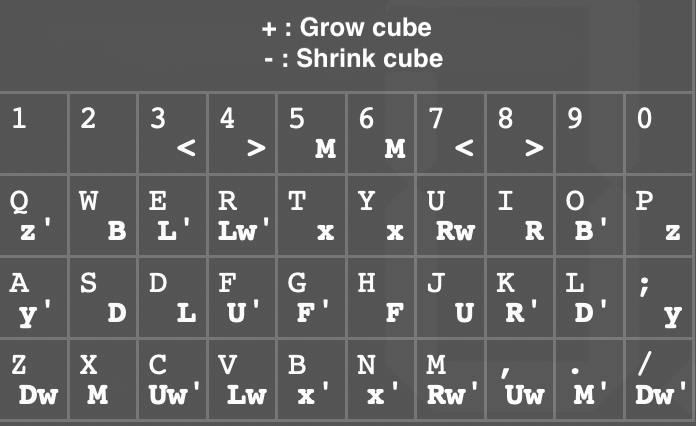 + : Grow cube
- : Shrink cube
1 2 3 4 5 6 7 8 9 0
< > M M < >
Q W E R T Y U I O P
z' B L' Lw' x x Rw R B' z
A S D F G H J K L ;
y' D L U' F' F U R' D' y
Z X C V B N M , . /
Dw M Uw' Lw x' x' Rw' Uw M' Dw'